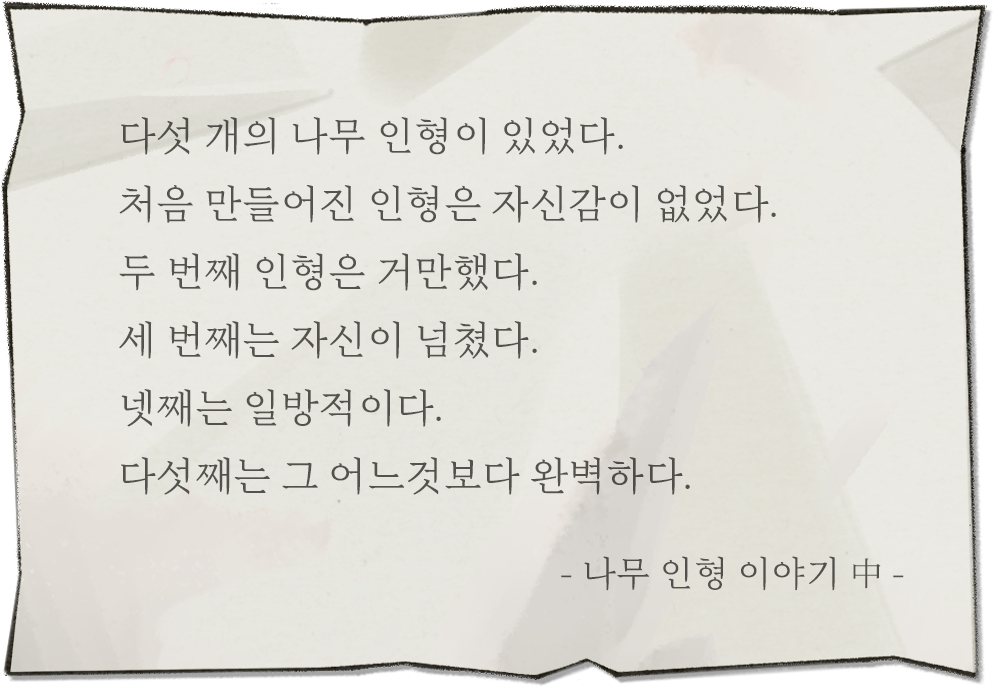 다섯 개의 나무 인형이 있었다.
처음 만들어진 인형은 자신감이 없었다.
두 번째 인형은 거만했다.
세 번째는 자신이 넘쳤다.
넷째는 일방적이다.
다섯째는 그 어느것보다 완벽하다.
- 나무 인형 이야기 中 -